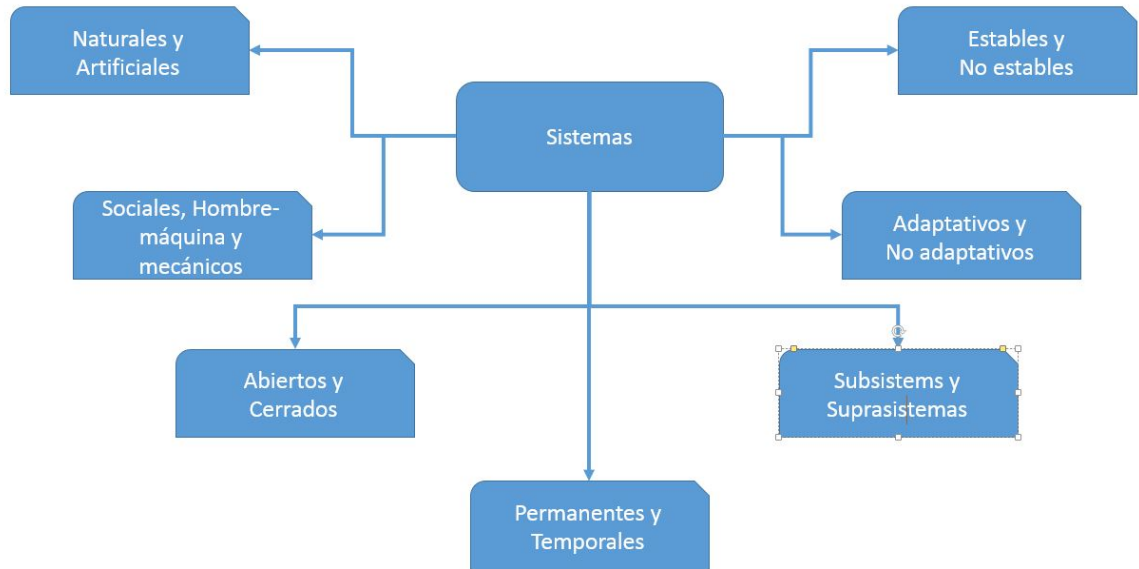 Naturales y
Artificiales
Estables y
No estables
Sistemas
Sociales, Hombre-
máquina y
mecánicos
Adaptativos y
No adaptativos
Abiertos y
Cerrados
Subsistems y
Suprasistemas
Permanentes y
Temporales